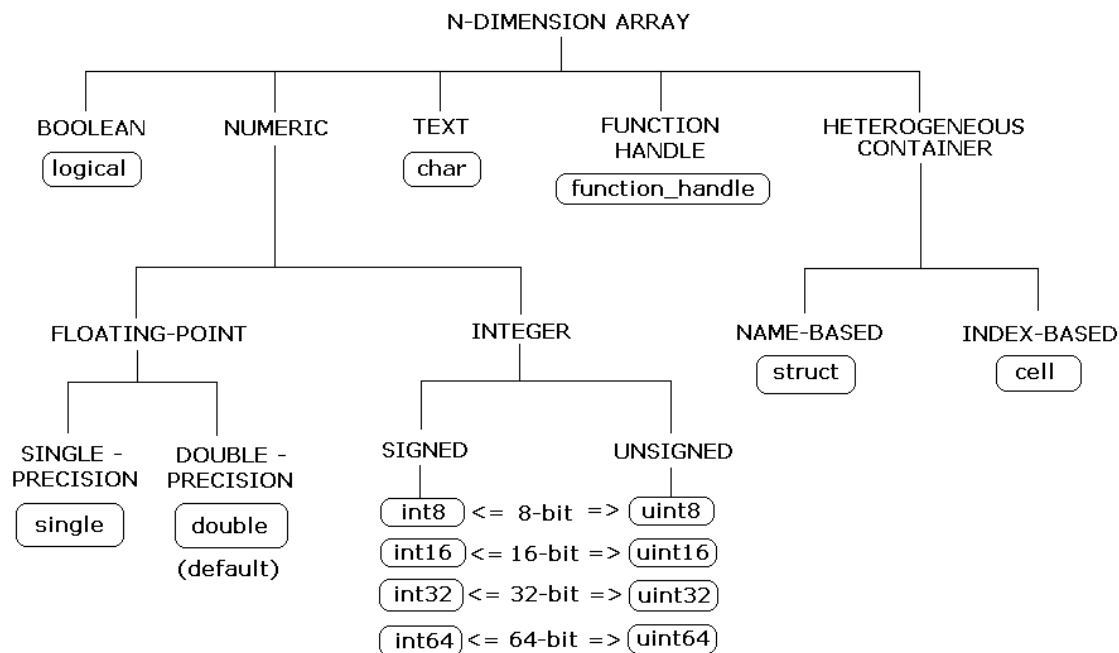 N-DIMENSION ARRAY
BOOLEAN
logical
NUMERIC
TEXT
char
FUNCTION
HANDLE
function_handle
HETEROGENEOUS
CONTAINER
FLOATING-POINT
INTEGER
NAME-BASED
struct
INDEX-BASED
cell
SINGLE -
PRECISION
single
DOUBLE -
PRECISION
double
(default)
SIGNED
UNSIGNED
int8 <= 8-bit => uint8
int16 <= 16-bit => uint16
int32 <= 32-bit => uint32
int64 <= 64-bit => uint64